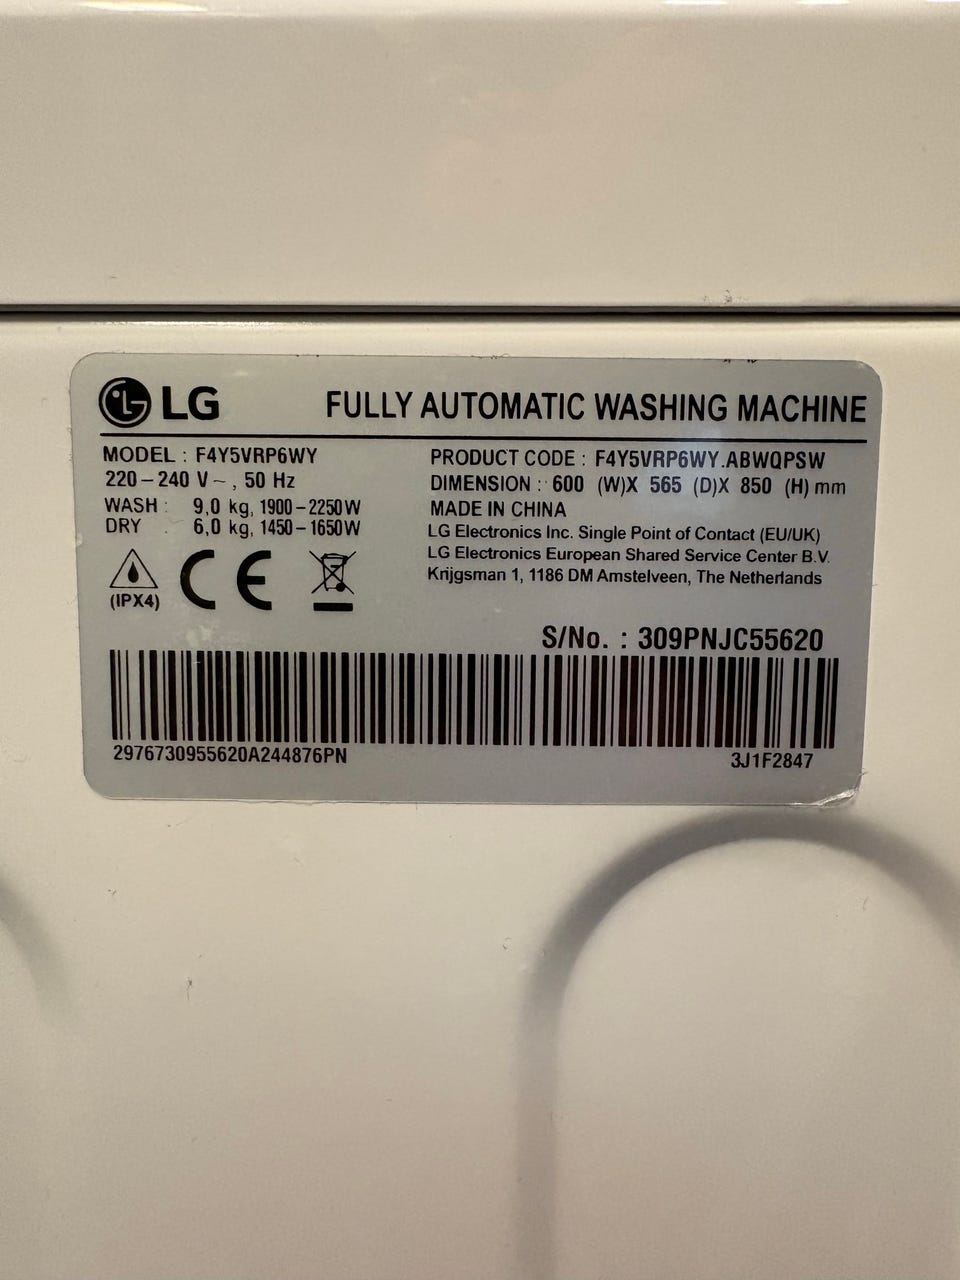 LG FULLY AUTOMATIC WASHING MACHINE
MODEL : F4Y5VRP6WY
220-240 V~, 50 Hz
WASH : 9,0 kg, 1900-2250W
DRY : 6,0 kg, 1450-1650W
(IPX4) CE
PRODUCT CODE : F4Y5VRP6WY.ABWQPSW
DIMENSION : 600 (W)X 565 (D)X 850 (H) mm
MADE IN CHINA
LG Electronics Inc. Single Point of Contact (EU/UK)
LG Electronics European Shared Service Center B.V.
Krijgsman 1, 1186 DM Amstelveen, The Netherlands
S/No. : 309PNJC55620
2976730955620A244876PN 3J1F2847